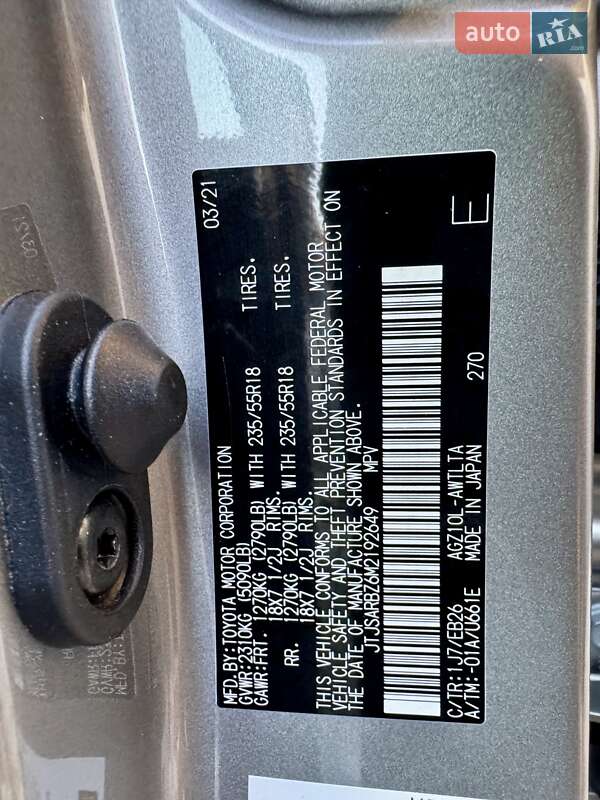 auto RIA .com
MFD.BY:TOYOTA MOTOR CORPORATION 03/21
GVWR:2310KG (5090LB)
GAWR:FRT. 1270KG (2790LB) WITH 235/55R18 TIRES.
18X7 1/2J RIMS.
RR. 1270KG (2790LB) WITH 235/55R18 TIRES.
18X7 1/2J RIMS.
THIS VEHICLE CONFORMS TO ALL APPLICABLE FEDERAL MOTOR
VEHICLE SAFETY AND THEFT PREVENTION STANDARDS IN EFFECT ON
THE DATE OF MANUFACTURE SHOWN ABOVE.
JTJSARBZ6M2192649 MPV
C/TR:1J7/EB26 AGZ10L-AWTLTA 270 E
A/TM:-01A/U661E MADE IN JAPAN